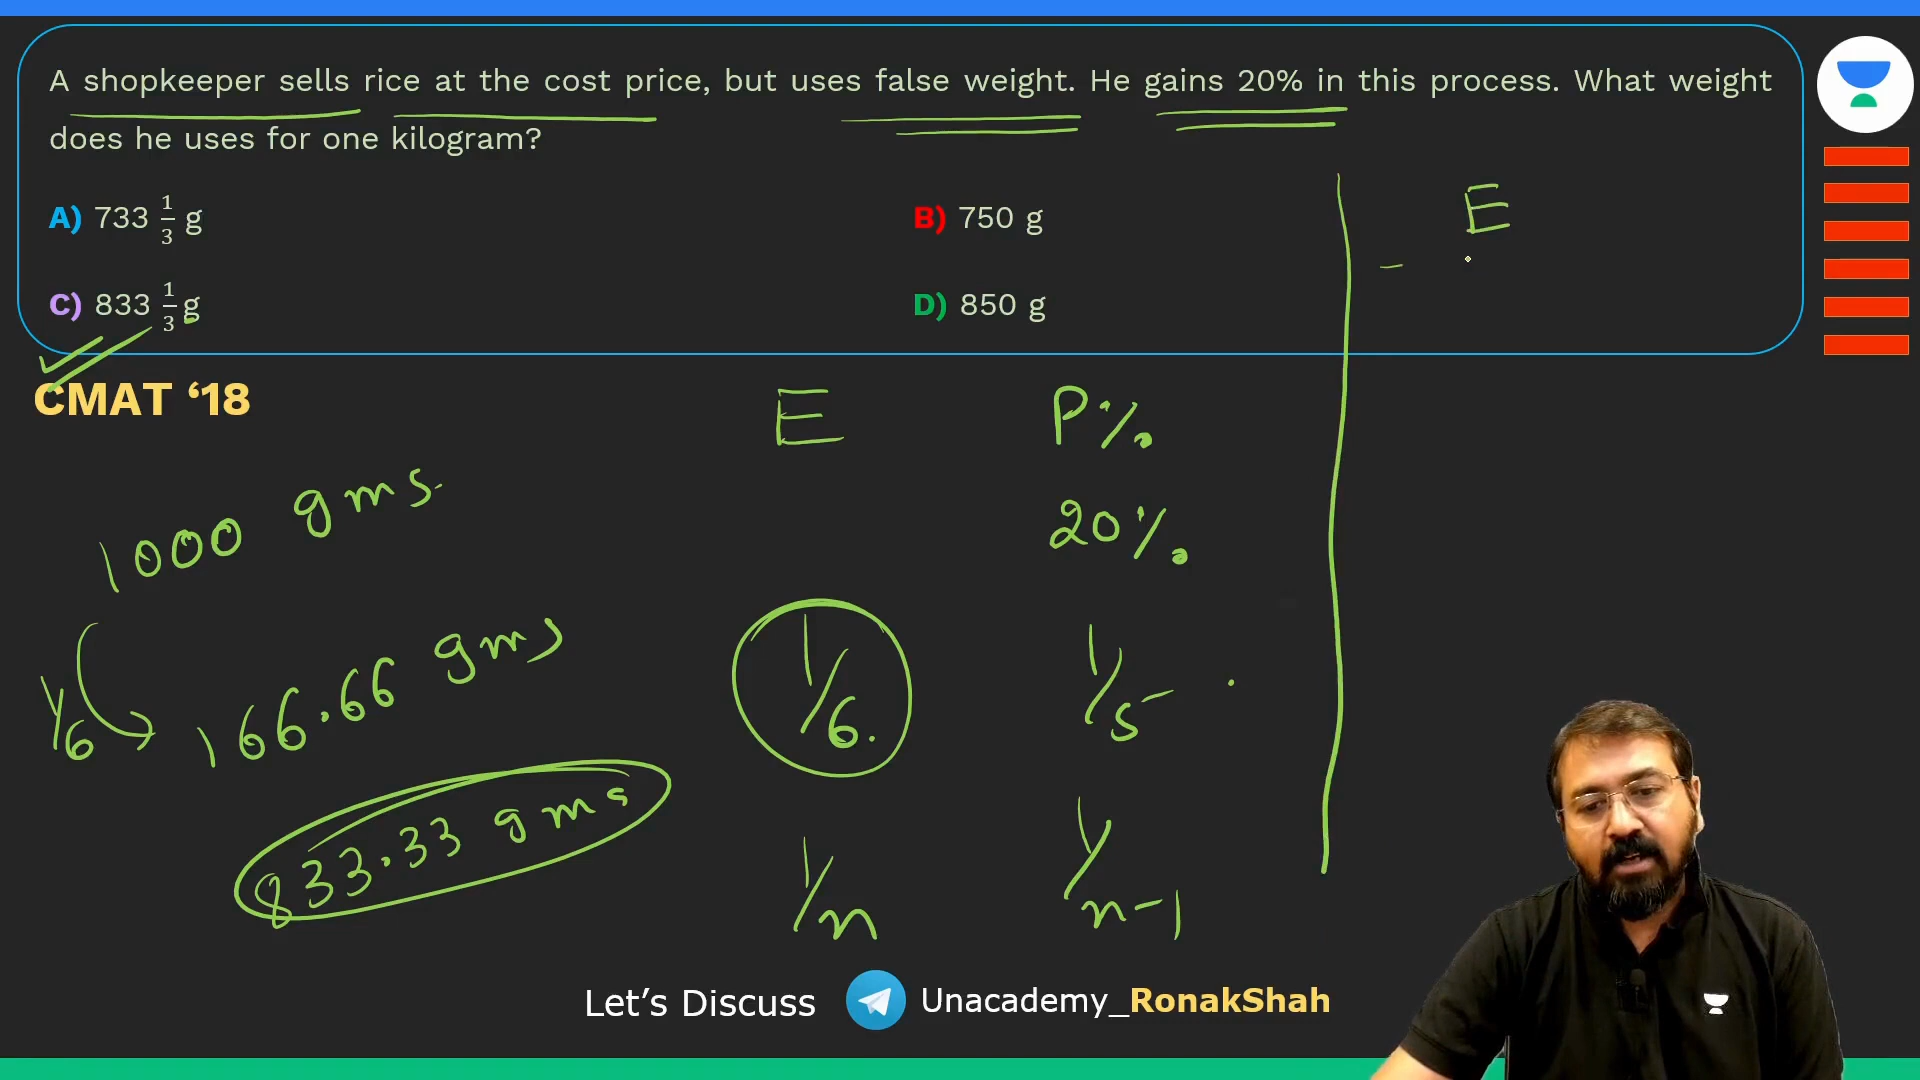 A shopkeeper sells rice at the cost price, but uses false weight. He gains 20% in this process. What weight
does he uses for one kilogram?
A) 733 1/3 g
B) 750 g
C) 833 1/3 g
D) 850 g
E
-
CMAT ‘18
E P%.
1000 gms.
20%.
1/6 166.66 gms
1/6. 1/5
833.33 gms
1/n 1/n-1
Let’s Discuss
Unacademy_RonakShah